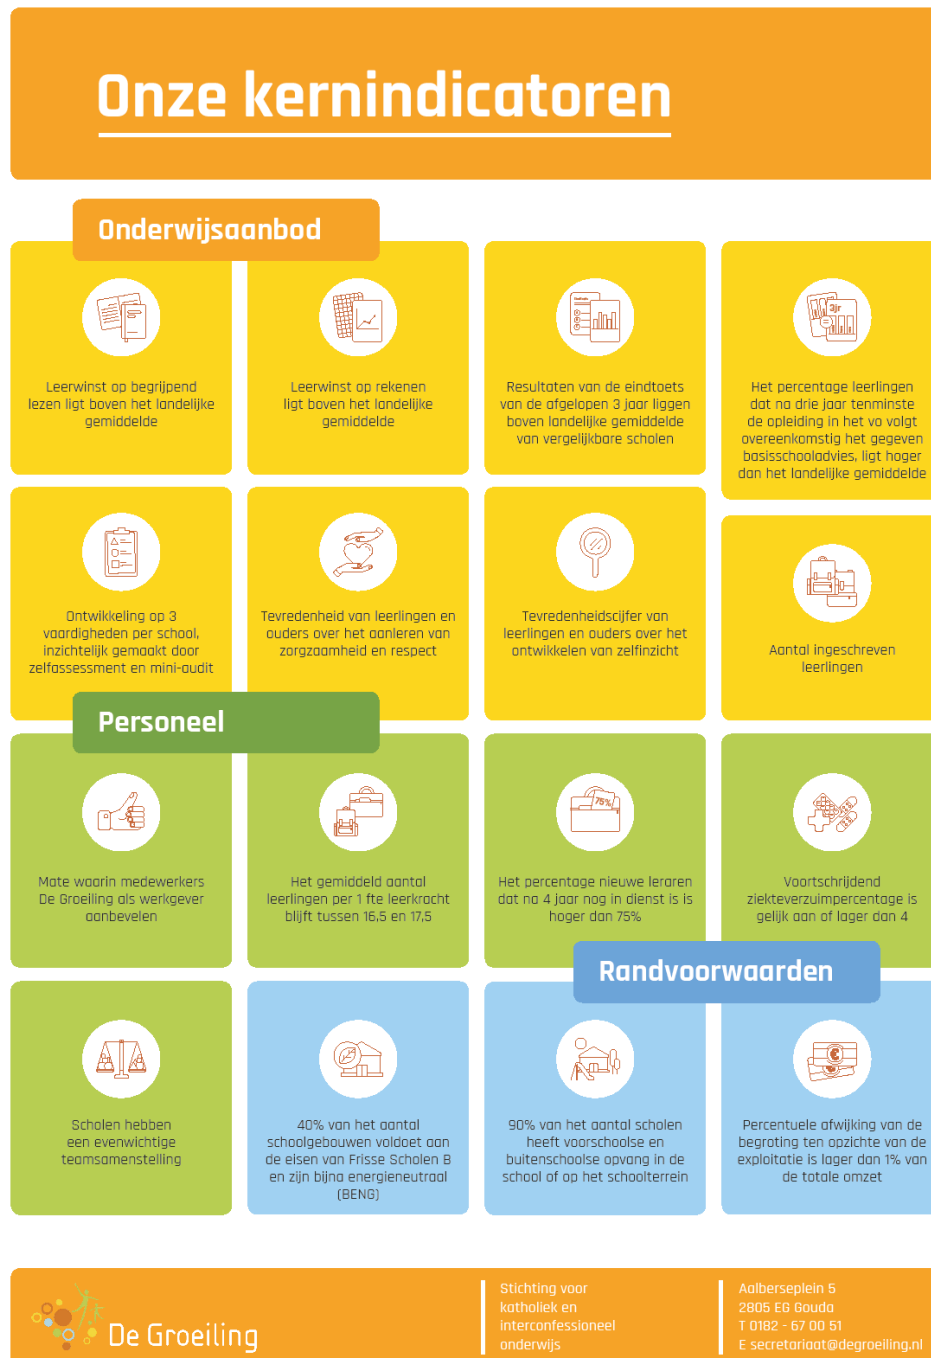 Onze kernindicatoren
Onderwijsaanbod
Leerwinst op begrijpend
lezen ligt boven het landelijke
gemiddelde
Leerwinst op rekenen
ligt boven het landelijke
gemiddelde
Resultaten van de eindtoets
van de afgelopen 3 jaar liggen
boven landelijke gemiddelde
van vergelijkbare scholen
3jr
Het percentage leerlingen
dat na drie jaar tenminste
de opleiding in het vo volgt
overeenkomstig het gegeven
basisschooladvies, ligt hoger
dan het landelijke gemiddelde
Ontwikkeling op 3
vaardigheden per school,
inzichtelijk gemaakt door
zelfassessment en mini-audit
Tevredenheid van leerlingen en
ouders over het aanleren van
zorgzaamheid en respect
Tevredenheidscijfer van
leerlingen en ouders over het
ontwikkelen van zelfinzicht
Aantal ingeschreven
leerlingen
Personeel
Mate waarin medewerkers
De Groeiling als werkgever
aanbevelen
Het gemiddeld aantal
leerlingen per 1 fte leerkracht
blijft tussen 16,5 en 17,5
75%
Het percentage nieuwe leraren
dat na 4 jaar nog in dienst is is
hoger dan 75%
Voortschrijdend
ziekteverzuimpercentage is
gelijk aan of lager dan 4
Scholen hebben
een evenwichtige
teamsamenstelling
Randvoorwaarden
40% van het aantal
schoolgebouwen voldoet aan
de eisen van Frisse Scholen B
en zijn bijna energieneutraal
(BENG)
90% van het aantal scholen
heeft voorschoolse en
buitenschoolse opvang in de
school of op het schoolterrein
€
Percentuele afwijking van de
begroting ten opzichte van de
exploitatie is lager dan 1% van
de totale omzet
De Groeiling
Stichting voor
katholiek en
interconfessioneel
onderwijs
Aalberseplein 5
2805 EG Gouda
T 0182 - 67 00 51
E secretariaat@degroeiling.nl